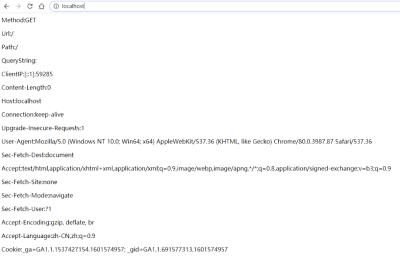 localhost
Method:GET
Url:/
Path:/
QueryString:
ClientIP:[::1]:59285
Content-Length:0
Host:localhost
Connection:keep-alive
Upgrade-Insecure-Requests:1
User-Agent:Mozilla/5.0 (Windows NT 10.0; Win64; x64) AppleWebKit/537.36 (KHTML, like Gecko) Chrome/80.0.3987.87 Safari/537.36
Sec-Fetch-Dest:document
Accept:text/html,application/xhtml+xml,application/xml;q=0.9,image/webp,image/apng,*/*;q=0.8,application/signed-exchange;v=b3;q=0.9
Sec-Fetch-Site:none
Sec-Fetch-Mode:navigate
Sec-Fetch-User:?1
Accept-Encoding:gzip, deflate, br
Accept-Language:zh-CN,zh;q=0.9
Cookie:_ga=GA1.1.1537427154.1601574957; _gid=GA1.1.691577313.1601574957